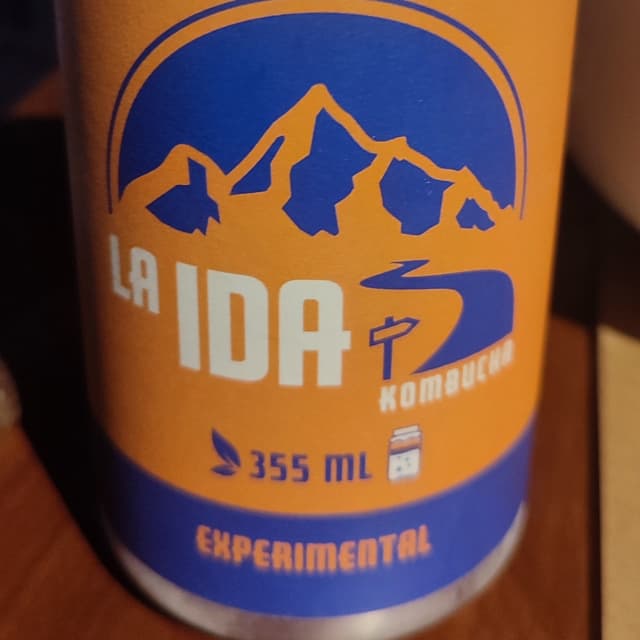 LA IDA
KOMBUCHA
355 ML
EXPERIMENTAL